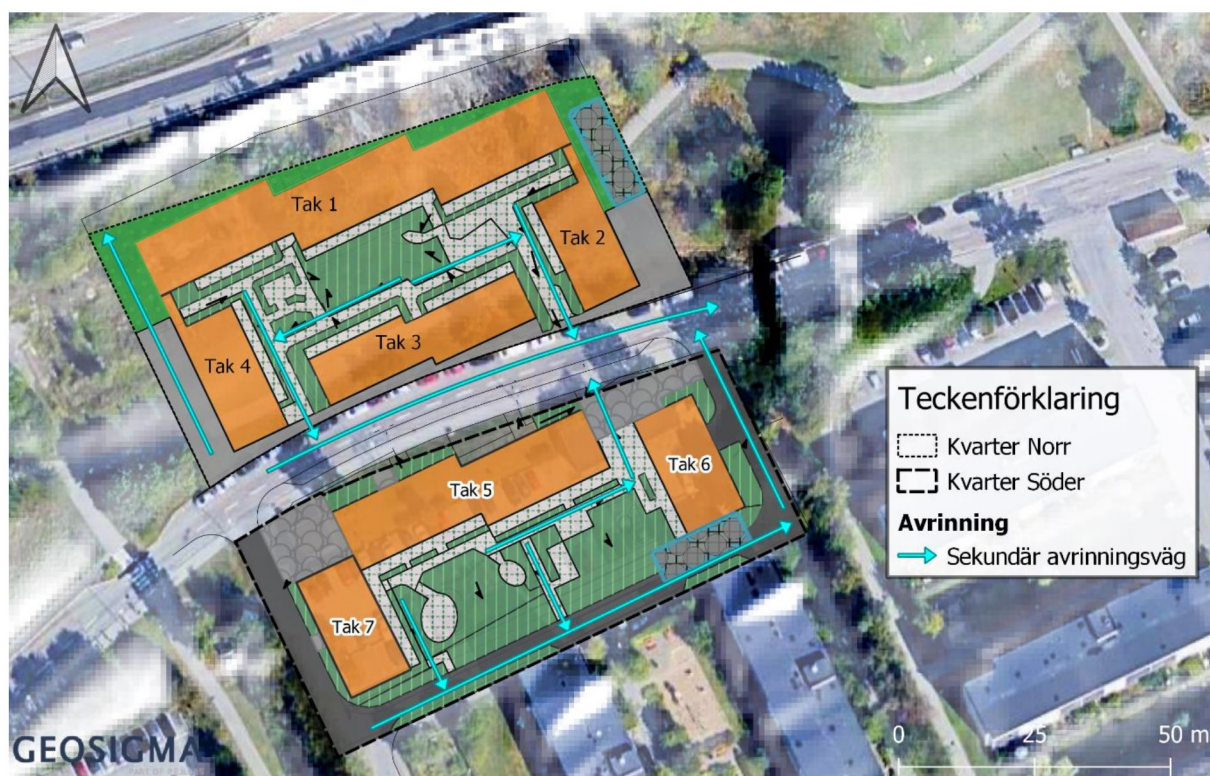 Tak 1
Tak 2
Tak 3
Tak 4
Tak 5
Tak 6
Tak 7
Teckenförklaring
Kvarter Norr
Kvarter Söder
Avrinning
Sekundär avrinningsväg
0 25 50 m
GEOSIGMA